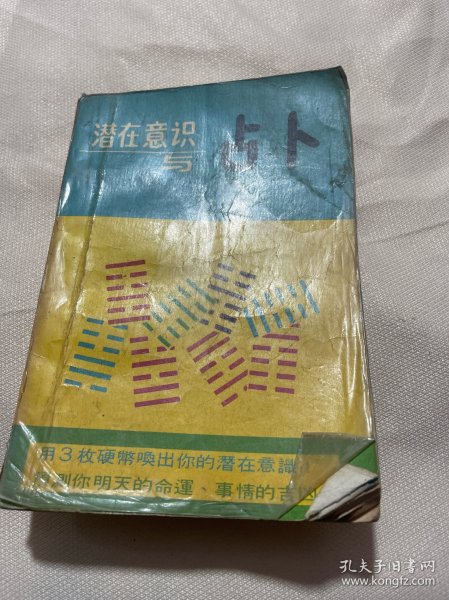 潜在意识
与
占卜
用3枚硬幣喚出你的潛在意識!
你明天的命運、事情的吉凶
孔夫子旧书网
www.kongfz.com